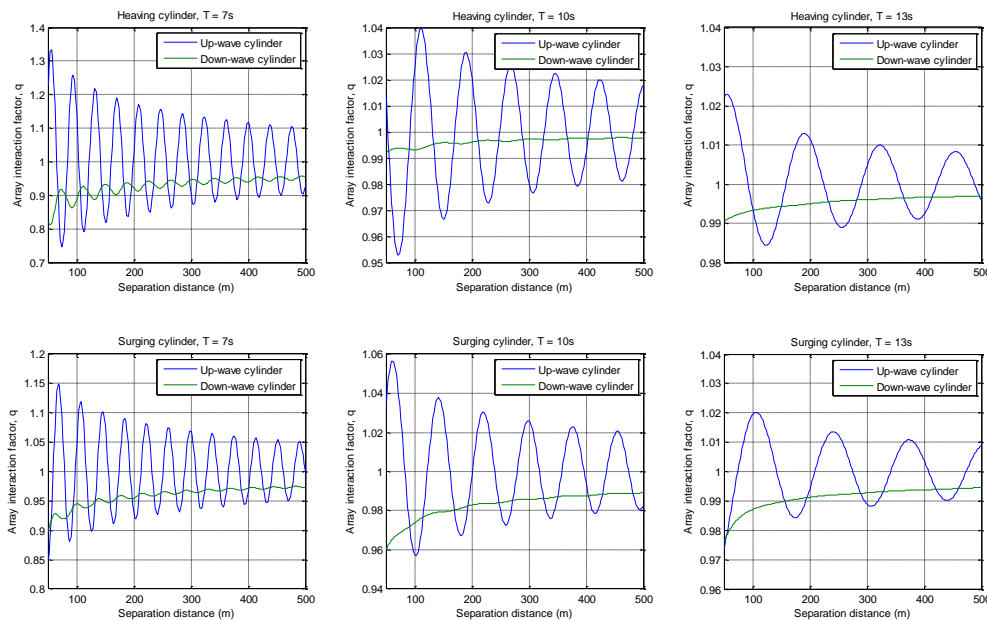 Heaving cylinder, T = 7s
1.4
1.3
1.2
1.1
1
0.9
0.8
0.7
Array interaction factor, q
Up-wave cylinder
Down-wave cylinder
100 200 300 400 500
Separation distance (m)
Heaving cylinder, T = 10s
1.04
1.03
1.02
1.01
1
0.99
0.98
0.97
0.96
0.95
Array interaction factor, q
Up-wave cylinder
Down-wave cylinder
100 200 300 400 500
Separation distance (m)
Heaving cylinder, T = 13s
1.04
1.03
1.02
1.01
1
0.99
0.98
Array interaction factor, q
Up-wave cylinder
Down-wave cylinder
100 200 300 400 500
Separation distance (m)
Surging cylinder, T = 7s
1.2
1.15
1.1
1.05
1
0.95
0.9
0.85
0.8
Array interaction factor, q
Up-wave cylinder
Down-wave cylinder
100 200 300 400 500
Separation distance (m)
Surging cylinder, T = 10s
1.06
1.04
1.02
1
0.98
0.96
0.94
Array interaction factor, q
Up-wave cylinder
Down-wave cylinder
100 200 300 400 500
Separation distance (m)
Surging cylinder, T = 13s
1.04
1.03
1.02
1.01
1
0.99
0.98
0.97
0.96
Array interaction factor, q
Up-wave cylinder
Down-wave cylinder
100 200 300 400 500
Separation distance (m)